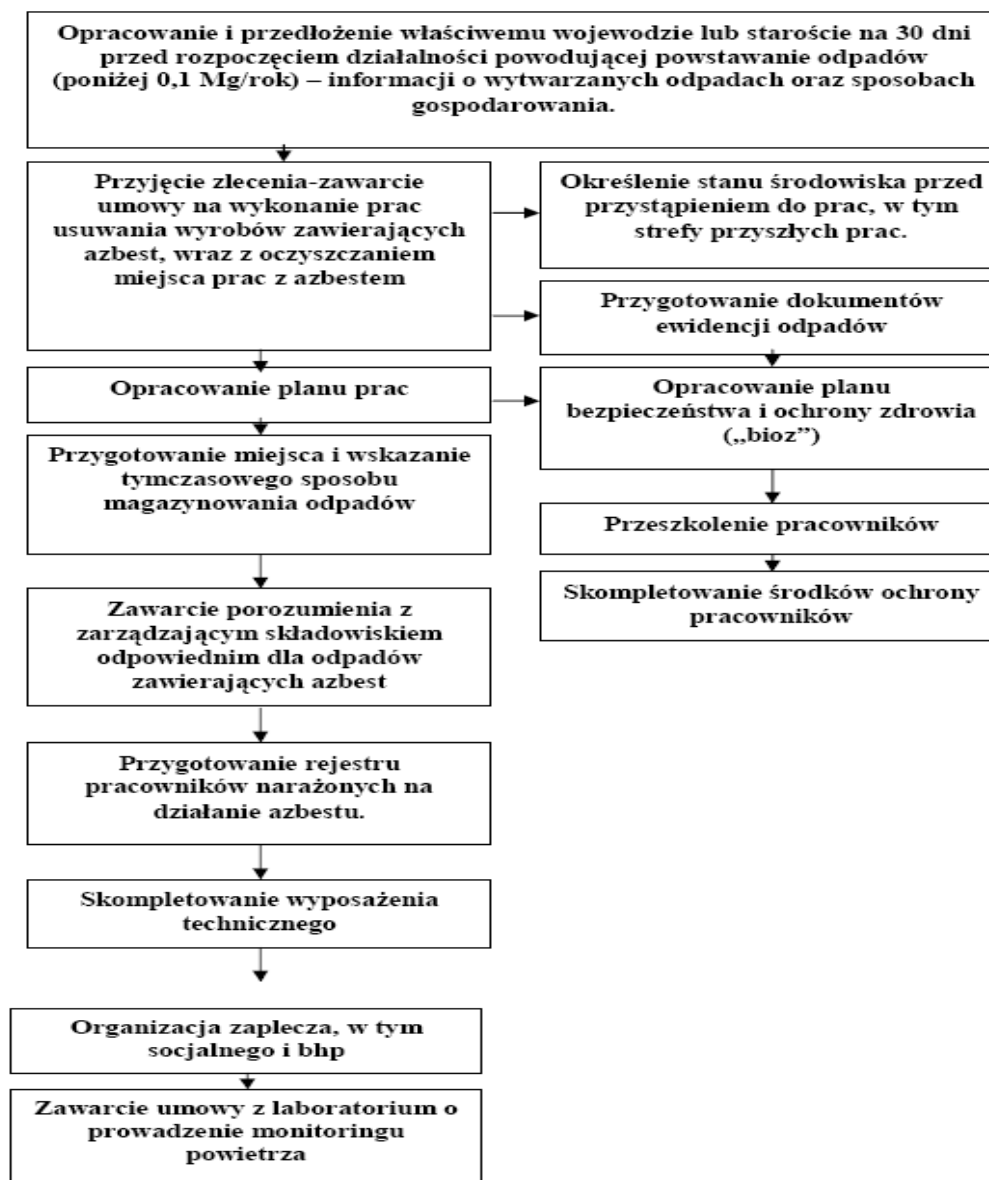 Opracowanie i przedłożenie właściwemu wojewodzie lub staroście na 30 dni
przed rozpoczęciem działalności powodującej powstawanie odpadów
(poniżej 0,1 Mg/rok) – informacji o wytwarzanych odpadach oraz sposobach
gospodarowania.
Przyjęcie zlecenia-zawarcie
umowy na wykonanie prac
usuwania wyrobów zawierających
azbest, wraz z oczyszczaniem
miejsca prac z azbestem
Określenie stanu środowiska przed
przystąpieniem do prac, w tym
strefy przyszłych prac.
Przygotowanie dokumentów
ewidencji odpadów
Opracowanie planu prac
Opracowanie planu
bezpieczeństwa i ochrony zdrowia
(„bioz”)
Przygotowanie miejsca i wskazanie
tymczasowego sposobu
magazynowania odpadów
Przeszkolenie pracowników
Skompletowanie środków ochrony
pracowników
Zawarcie porozumienia z
zarządzającym składowiskiem
odpowiednim dla odpadów
zawierających azbest
Przygotowanie rejestru
pracowników narażonych na
działanie azbestu.
Skompletowanie wyposażenia
technicznego
Organizacja zaplecza, w tym
socjalnego i bhp
Zawarcie umowy z laboratorium o
prowadzenie monitoringu
powietrza